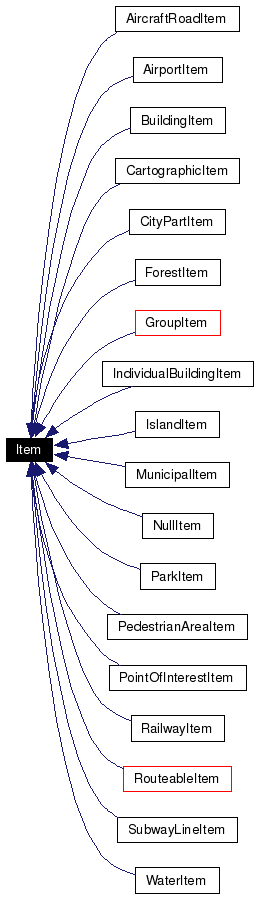 AircraftRoadItem
AirportItem
BuildingItem
CartographicItem
CityPartItem
ForestItem
GroupItem
IndividualBuildingItem
IslandItem
Item
MunicipalItem
NullItem
ParkItem
PedestrianAreaItem
PointOfInterestItem
RailwayItem
RouteableItem
SubwayLineItem
WaterItem